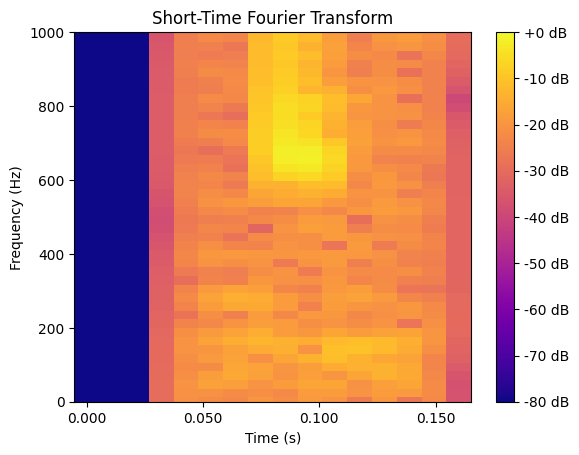 Short-Time Fourier Transform
1000
800
600
400
200
0
Frequency (Hz)
0.000
0.050
0.100
0.150
Time (s)
+0 dB
-10 dB
-20 dB
-30 dB
-40 dB
-50 dB
-60 dB
-70 dB
-80 dB